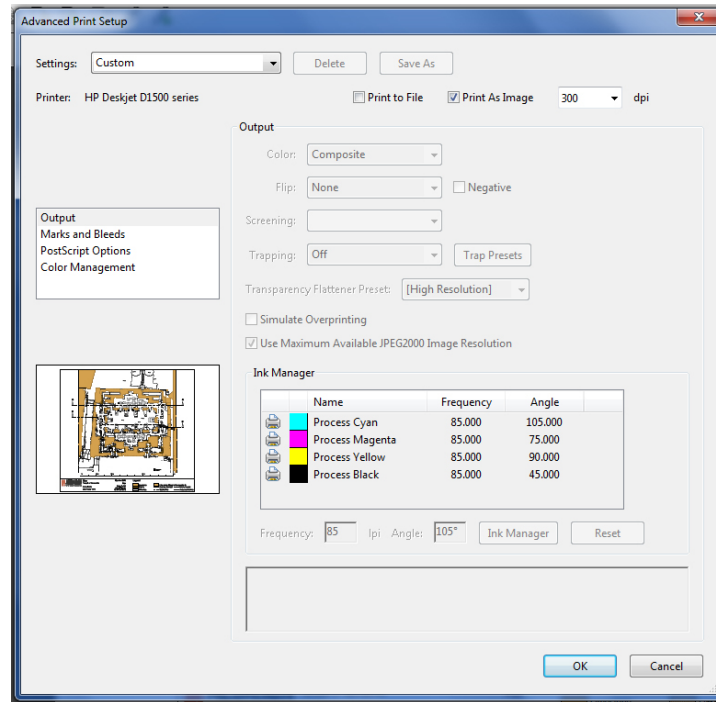 Advanced Print Setup
Settings: Custom Delete Save As
Printer: HP Deskjet D1500 series Print to File Print As Image 300 dpi
Output
Color: Composite
Flip: None Negative
Screening:
Trapping: Off Trap Presets
Transparency Flattener Preset: [High Resolution]
Simulate Overprinting
Use Maximum Available JPEG2000 Image Resolution
Output
Marks and Bleeds
PostScript Options
Color Management
Ink Manager
Name Frequency Angle
Process Cyan 85.000 105.000
Process Magenta 85.000 75.000
Process Yellow 85.000 90.000
Process Black 85.000 45.000
Frequency: 85 lpi Angle: 105° Ink Manager Reset
OK Cancel